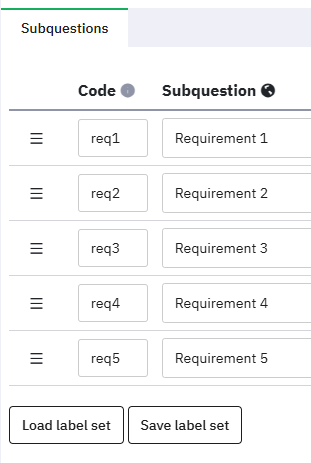 Subquestions
Code Subquestion
req1 Requirement 1
req2 Requirement 2
req3 Requirement 3
req4 Requirement 4
req5 Requirement 5
Load label set Save label set